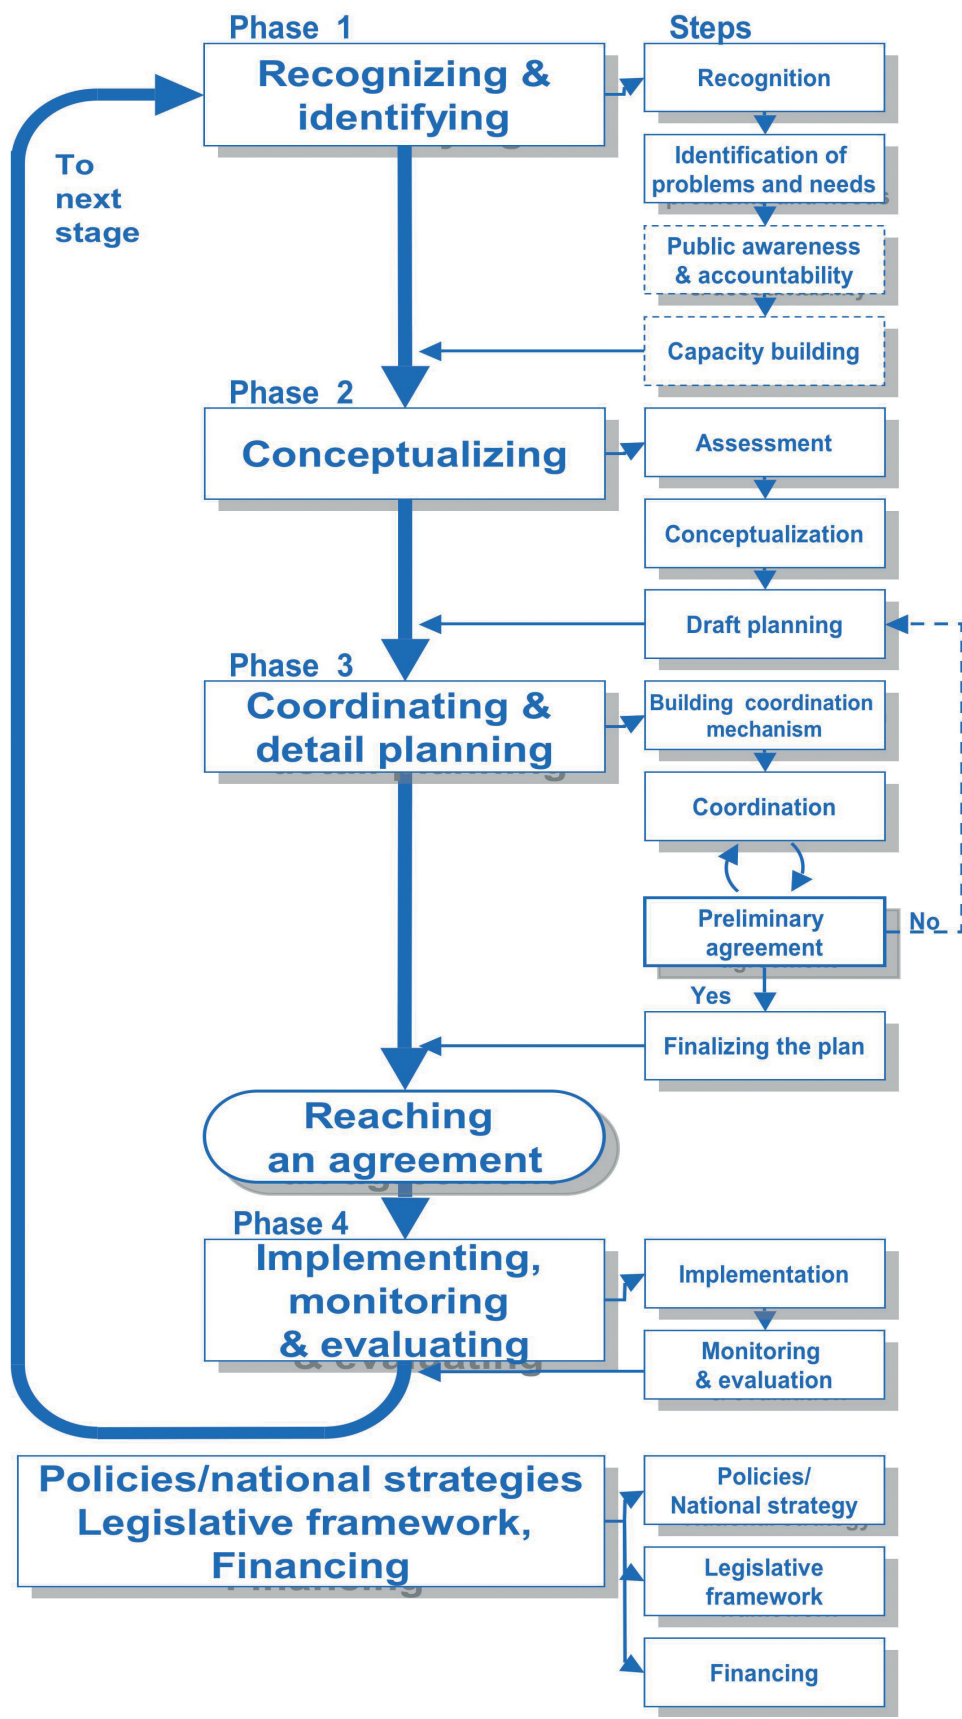 Phase 1
Steps
Recognizing &
identifying
Recognition
To
next
stage
Identification of
problems and needs
Public awareness
& accountability
Capacity building
Phase 2
Conceptualizing
Assessment
Conceptualization
Draft planning
Phase 3
Coordinating &
detail planning
Building coordination
mechanism
Coordination
Preliminary
agreement
No
Yes
Finalizing the plan
Reaching
an agreement
Phase 4
Implementing,
monitoring
& evaluating
Implementation
Monitoring
& evaluation
Policies/national strategies
Legislative framework,
Financing
Policies/
National strategy
Legislative
framework
Financing